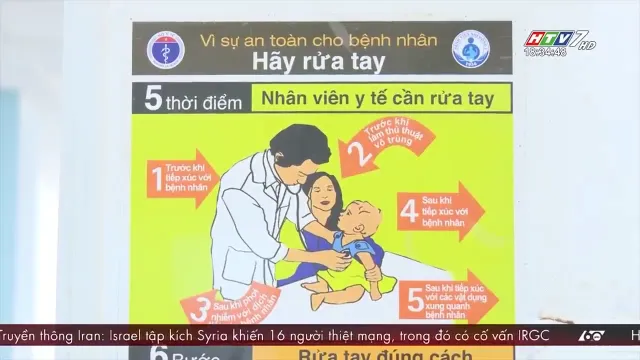 Vì sự an toàn cho bệnh nhân
Hãy rửa tay
HTV7 HD
18:34:48
5 thời điểm
Nhân viên y tế cần rửa tay
1 Trước khi
tiếp xúc với
bệnh nhân
2 Trước khi
làm thủ thuật
vô trùng
3 Sau khi phơi
nhiễm với dịch
bệnh nhân
4 Sau khi
tiếp xúc với
bệnh nhân
5 Sau khi tiếp xúc
với các vật dụng
xung quanh
bệnh nhân
Truyền thông Iran: Israel tập kích Syria khiến 16 người thiệt mạng, trong đó có cố vấn IRGC
6 Bước
Rửa tay đúng cách